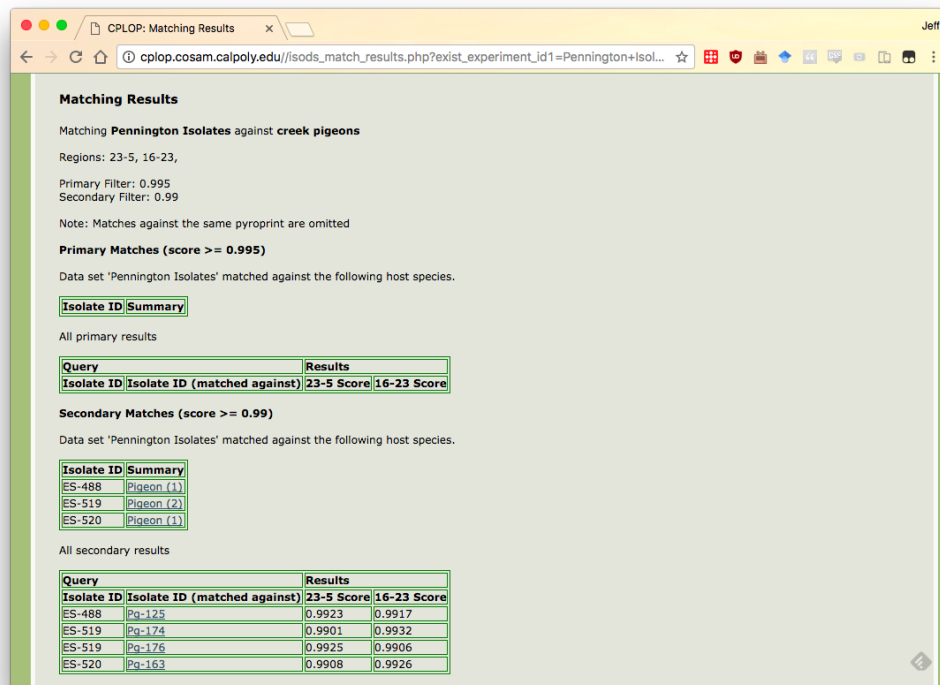 CPLOP: Matching Results
Jeff
cplop.cosam.calpoly.edu//isods_match_results.php?exist_experiment_id1=Pennington+Isol...
Matching Results
Matching Pennington Isolates against creek pigeons
Regions: 23-5, 16-23,
Primary Filter: 0.995
Secondary Filter: 0.99
Note: Matches against the same pyroprint are omitted
Primary Matches (score >= 0.995)
Data set 'Pennington Isolates' matched against the following host species.
Isolate ID Summary
All primary results
Query Results
Isolate ID Isolate ID (matched against) 23-5 Score 16-23 Score
Secondary Matches (score >= 0.99)
Data set 'Pennington Isolates' matched against the following host species.
Isolate ID Summary
ES-488 Pigeon (1)
ES-519 Pigeon (2)
ES-520 Pigeon (1)
All secondary results
Query Results
Isolate ID Isolate ID (matched against) 23-5 Score 16-23 Score
ES-488 Pg-125 0.9923 0.9917
ES-519 Pg-174 0.9901 0.9932
ES-519 Pg-176 0.9925 0.9906
ES-520 Pg-163 0.9908 0.9926